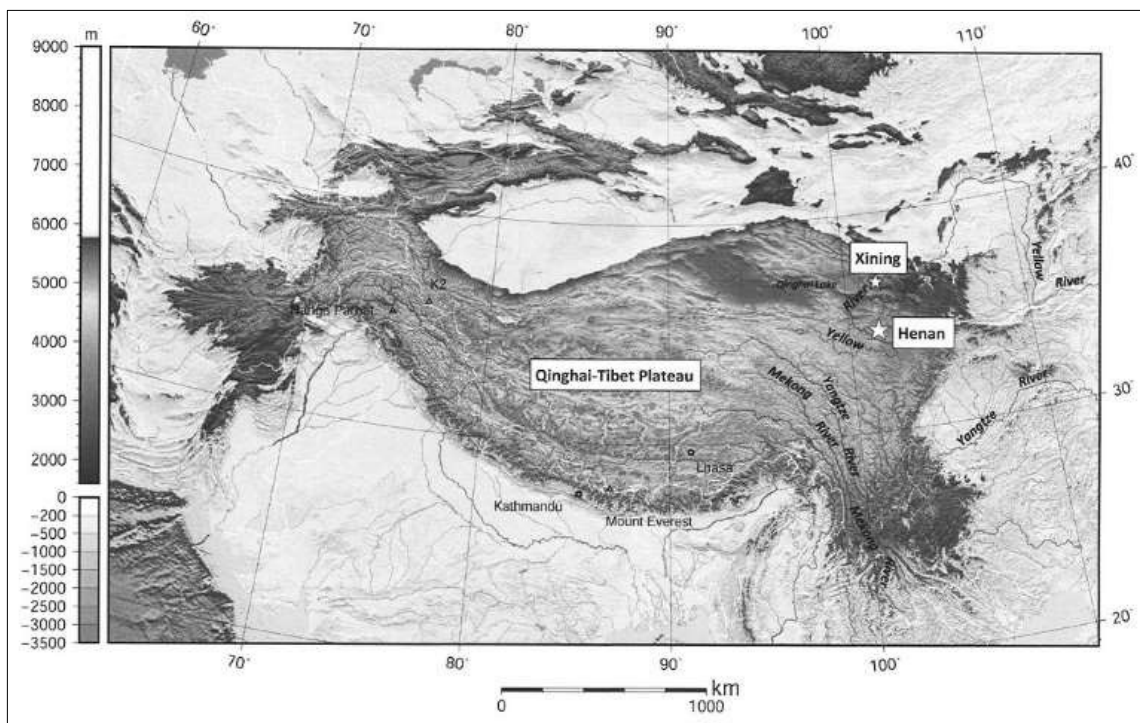 m
60°
70°
80°
90°
100°
110°
9000
8000
7000
6000
5000
4000
3000
2000
0
-200
-500
-1000
-1500
-2000
-2500
-3000
-3500
40°
30°
20°
Xining
Yellow
River
K2
Nanga Parbat
Qinghai Lake
River
Yellow
Henan
Qinghai-Tibet Plateau
Mekong
River
Yangtze
River
Yangtze
River
Lhasa
Kathmandu
Mount Everest
Mekong
River
70°
80°
90°
100°
0
1000
km